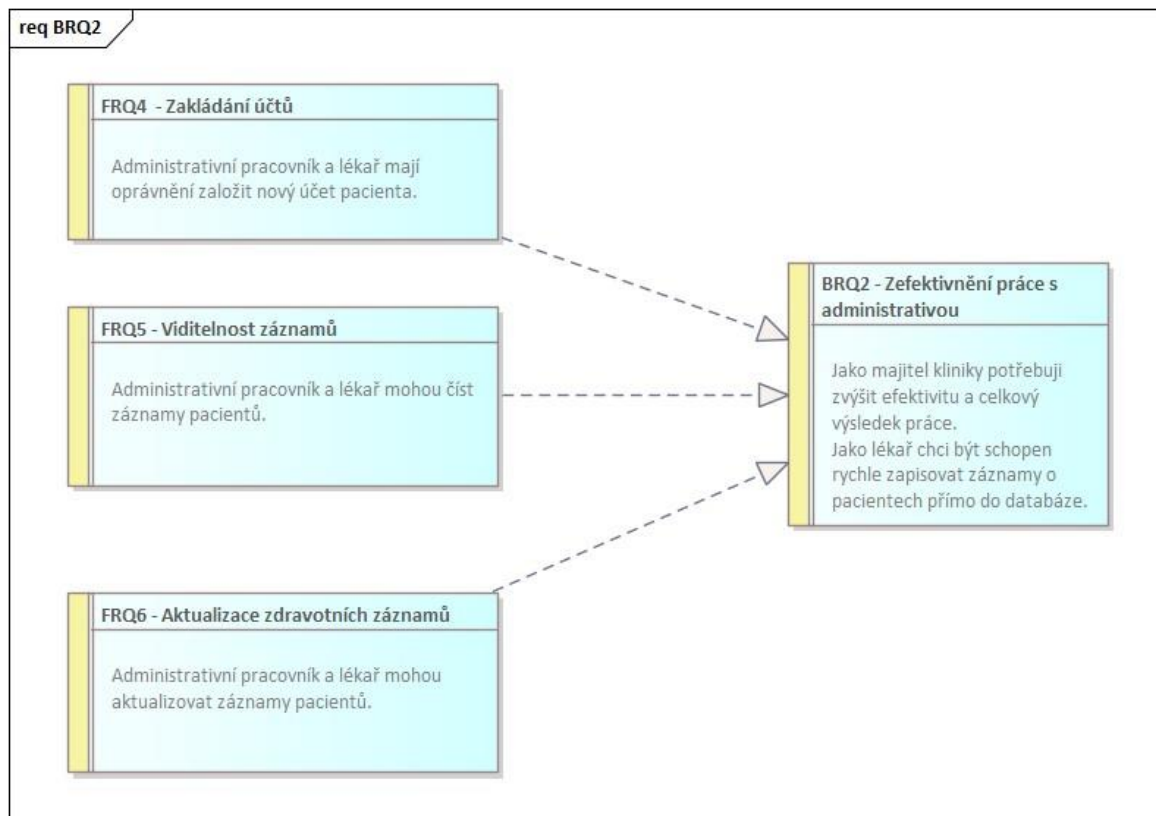 req BRQ2
FRQ4 - Zakládání účtů
Administrativní pracovník a lékař mají
oprávnění založit nový účet pacienta.
FRQ5 - Viditelnost záznamů
Administrativní pracovník a lékař mohou číst
záznamy pacientů.
FRQ6 - Aktualizace zdravotních záznamů
Administrativní pracovník a lékař mohou
aktualizovat záznamy pacientů.
BRQ2 - Zefektivnění práce s
administrativou
Jako majitel kliniky potřebuji
zvýšit efektivitu a celkový
výsledek práce.
Jako lékař chci být schopen
rychle zapisovat záznamy o
pacientech přímo do databáze.